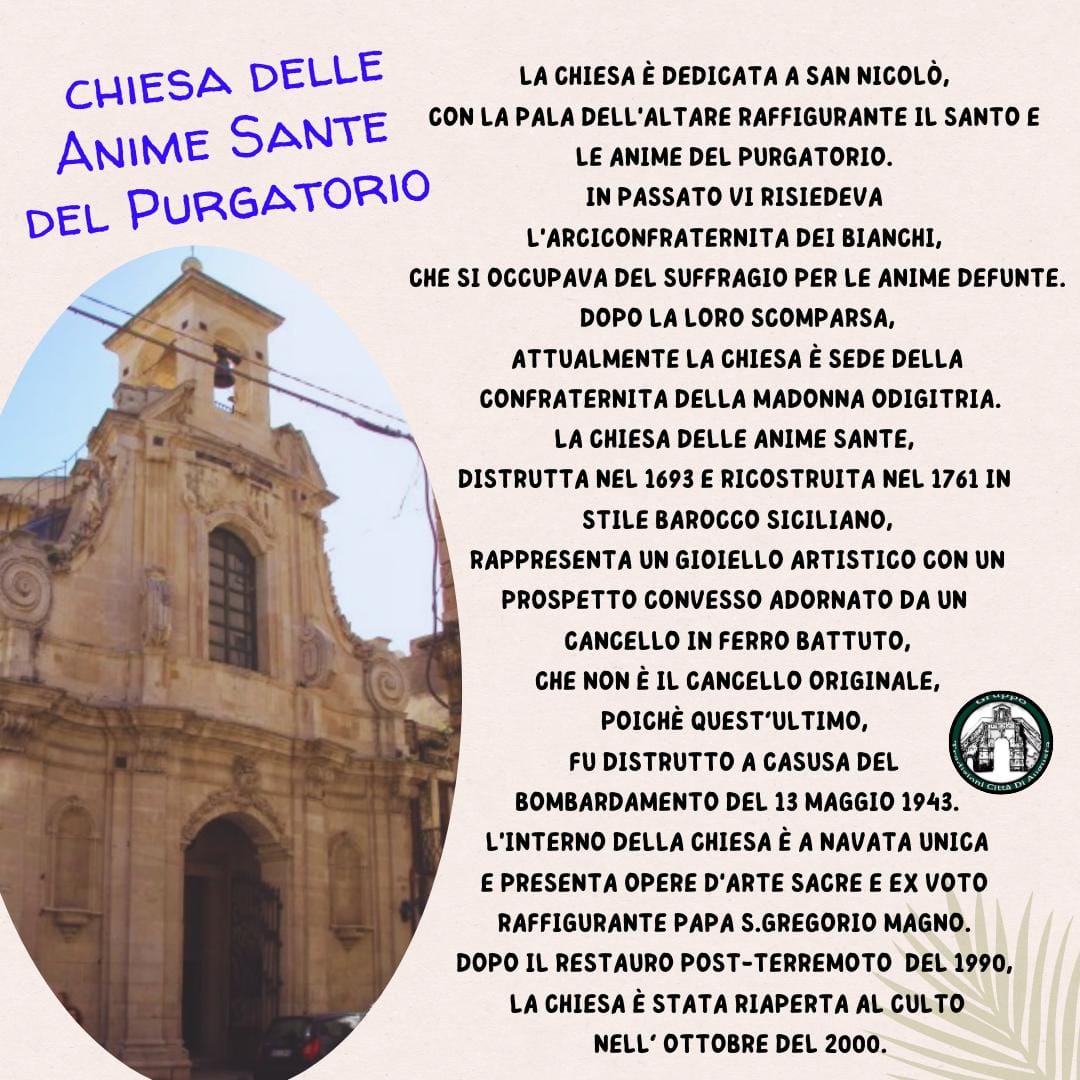 CHIESA DELLE
ANIME SANTE
DEL PURGATORIO
LA CHIESA È DEDICATA A SAN NICOLÒ,
CON LA PALA DELL'ALTARE RAFFIGURANTE IL SANTO E
LE ANIME DEL PURGATORIO.
IN PASSATO VI RISIEDEVA
L'ARCICONFRATERNITA DEI BIANCHI,
CHE SI OCCUPAVA DEL SUFFRAGIO PER LE ANIME DEFUNTE.
DOPO LA LORO SCOMPARSA,
ATTUALMENTE LA CHIESA È SEDE DELLA
CONFRATERNITA DELLA MADONNA ODIGITRIA.
LA CHIESA DELLE ANIME SANTE,
DISTRUTTA NEL 1693 E RICOSTRUITA NEL 1761 IN
STILE BAROCCO SICILIANO,
RAPPRESENTA UN GIOIELLO ARTISTICO CON UN
PROSPETTO CONVESSO ADORNATO DA UN
CANCELLO IN FERRO BATTUTO,
CHE NON È IL CANCELLO ORIGINALE,
POICHÈ QUEST'ULTIMO,
FU DISTRUTTO A CASUSA DEL
BOMBARDAMENTO DEL 13 MAGGIO 1943.
L'INTERNO DELLA CHIESA È A NAVATA UNICA
E PRESENTA OPERE D'ARTE SACRE E EX VOTO
RAFFIGURANTE PAPA S.GREGORIO MAGNO.
DOPO IL RESTAURO POST-TERREMOTO DEL 1990,
LA CHIESA È STATA RIAPERTA AL CULTO
NELL' OTTOBRE DEL 2000.
Gruppo
Tradizioni Città Di Augusta